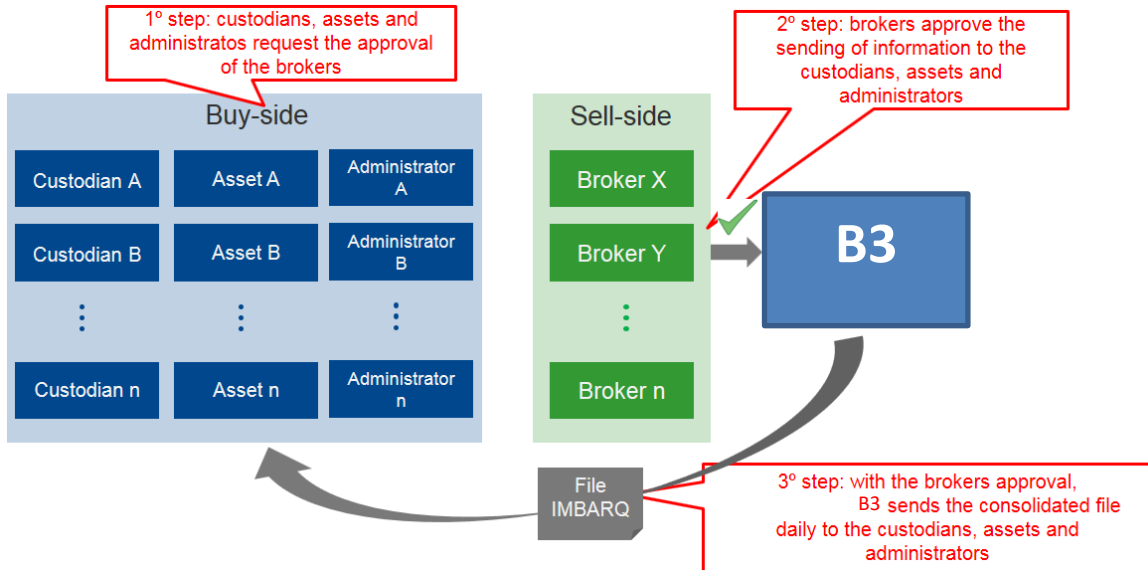 1º step: custodians, assets and
administratos request the approval
of the brokers
2º step: brokers approve the
sending of information to the
custodians, assets and
administrators
Buy-side
Custodian A
Asset A
Administrator
A
Custodian B
Asset B
Administrator
B
Custodian n
Asset n
Administrator
n
Sell-side
Broker X
Broker Y
Broker n
B3
File
IMBARQ
3º step: with the brokers approval,
B3 sends the consolidated file
daily to the custodians, assets and
administrators